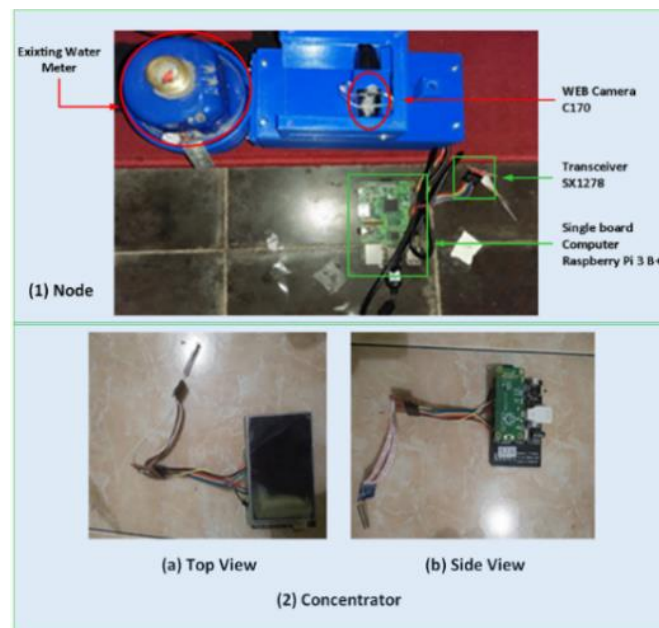 Exixting Water
Meter
WEB Camera
C170
Transceiver
SX1278
Single board
Computer
Raspberry Pi 3 B+
(1) Node
(a) Top View
(b) Side View
(2) Concentrator